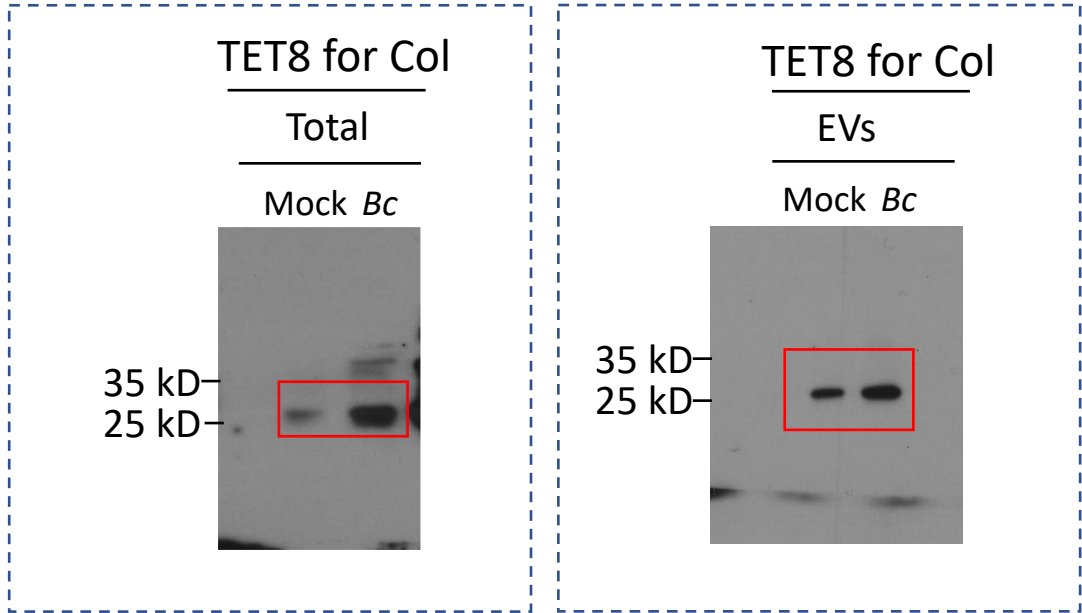 TET8 for Col
Total
Mock Bc
35 kD
25 kD
TET8 for Col
EVs
Mock Bc
35 kD
25 kD